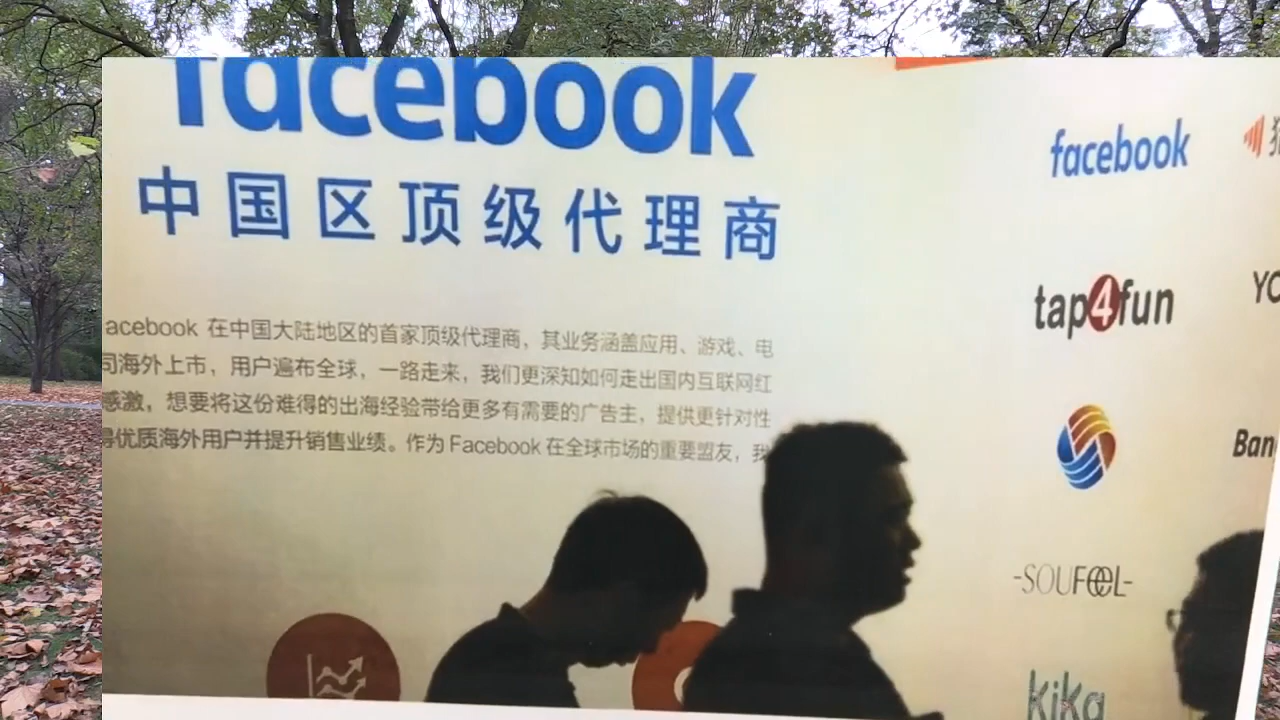 facebook
中国区顶级代理商
acebook 在中国大陆地区的首家顶级代理商，其业务涵盖应用、游戏、电
司海外上市，用户遍布全球，一路走来，我们更深知如何走出国内互联网红
感激，想要将这份难得的出海经验带给更多有需要的广告主，提供更针对性
得优质海外用户并提升销售业绩。作为 Facebook 在全球市场的重要盟友，我
facebook
tap4fun
YO
Ban
-SOUFEEL-
kika